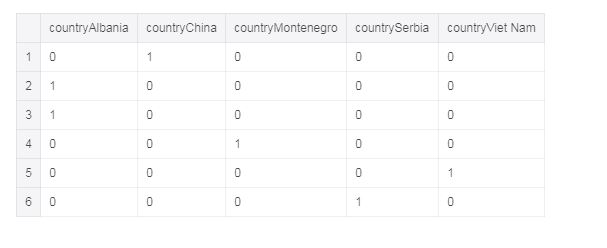 countryAlbania countryChina countryMontenegro countrySerbia countryViet Nam
1 0 1 0 0 0
2 1 0 0 0 0
3 1 0 0 0 0
4 0 0 1 0 0
5 0 0 0 0 1
6 0 0 0 1 0